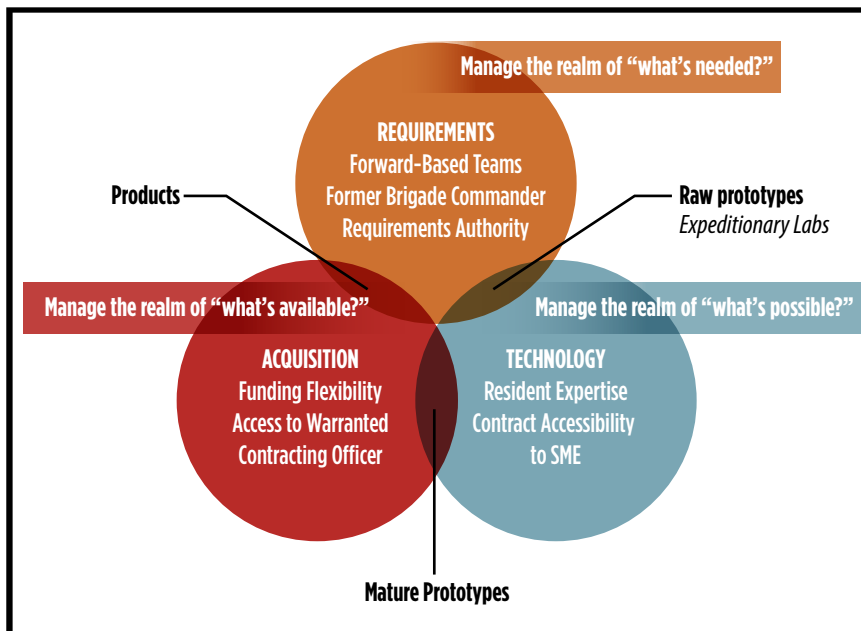 Manage the realm of “what’s needed?”
REQUIREMENTS
Forward-Based Teams
Former Brigade Commander
Requirements Authority
Products
Raw prototypes
Expeditionary Labs
Manage the realm of “what’s available?”
Manage the realm of “what’s possible?”
ACQUISITION
Funding Flexibility
Access to Warranted
Contracting Officer
TECHNOLOGY
Resident Expertise
Contract Accessibility
to SME
Mature Prototypes